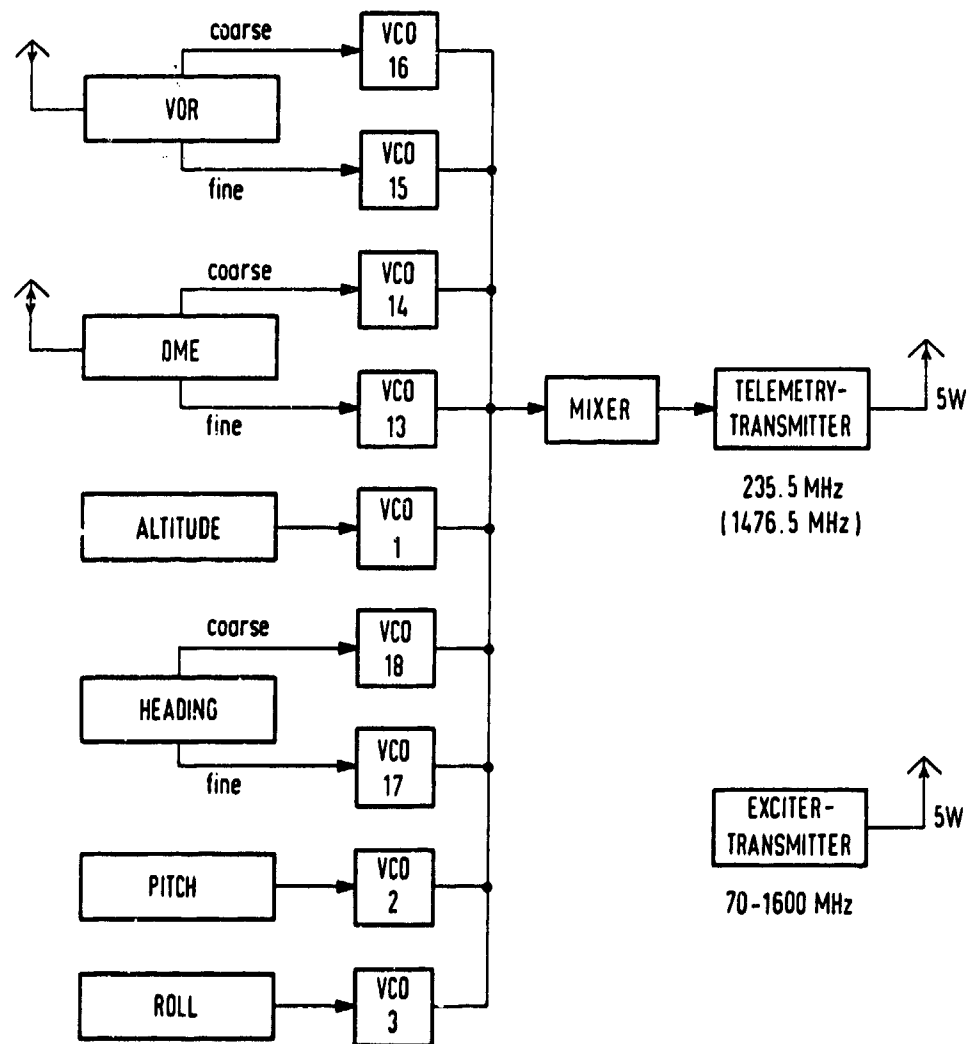 coarse
VCO
16
VOR
VCO
15
fine
coarse
VCO
14
DME
VCO
13
fine
MIXER
TELEMETRY-
TRANSMITTER
5W
235.5 MHz
(1476.5 MHz)
ALTITUDE
VCO
1
coarse
VCO
18
HEADING
VCO
17
fine
EXCITER-
TRANSMITTER
5W
70-1600 MHz
PITCH
VCO
2
ROLL
VCO
3